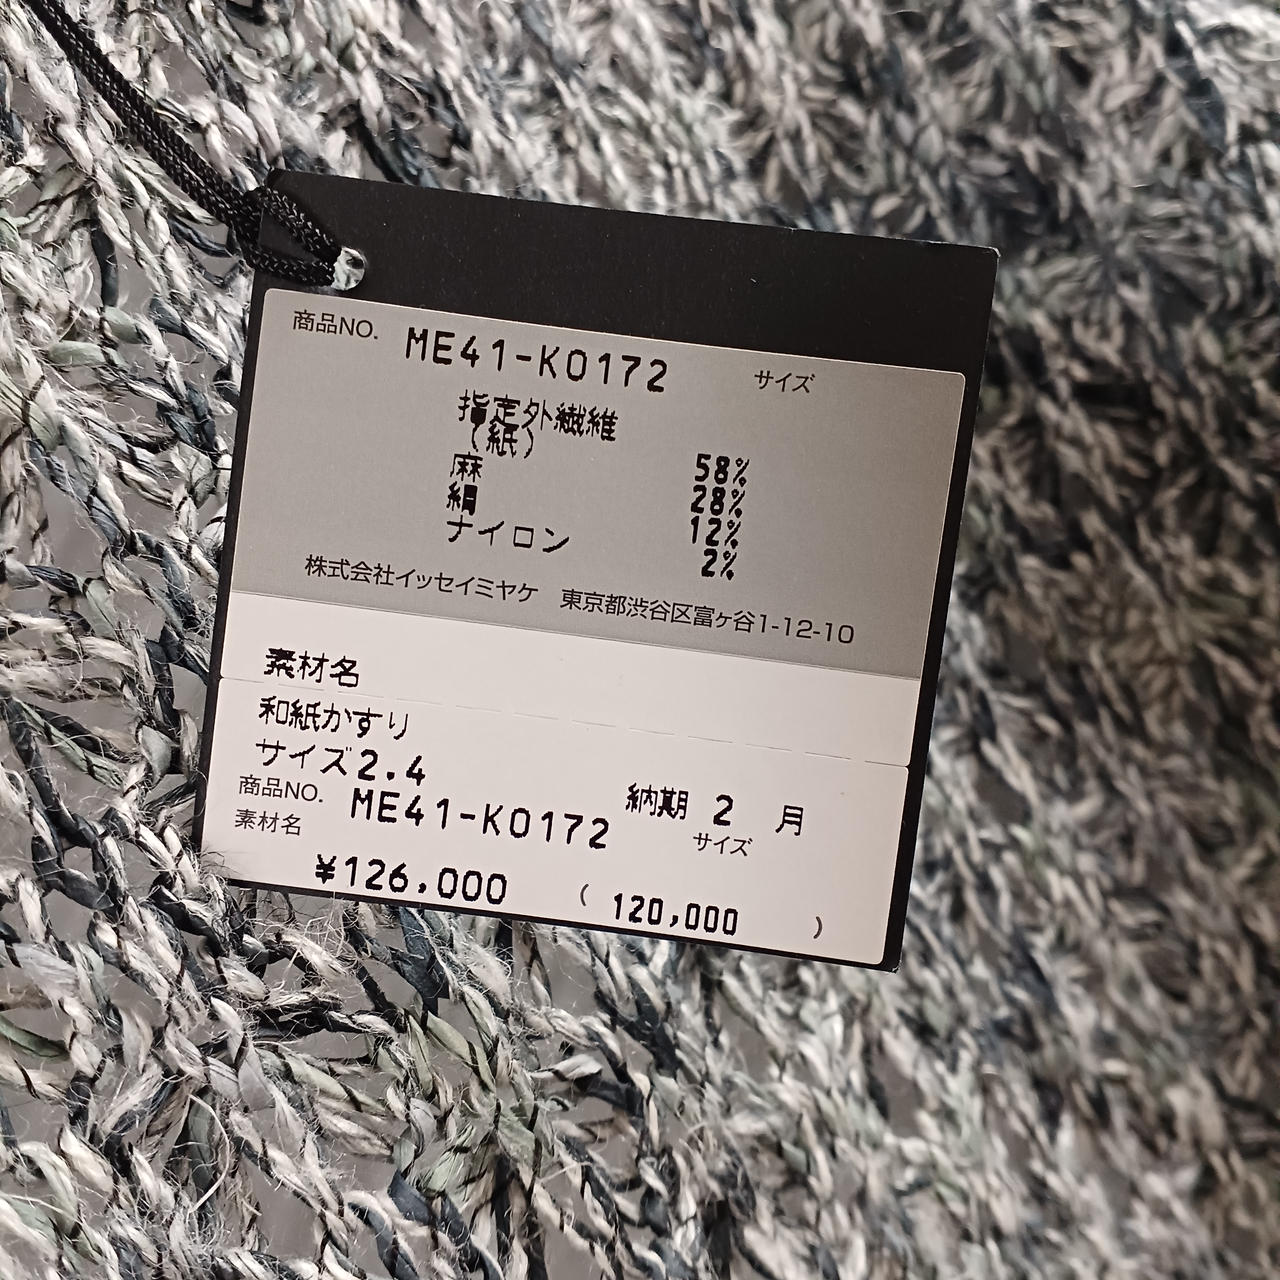 商品NO. ME41-K0172 サイズ
指定外繊維
(紙) 58%
麻 28%
絹 12%
ナイロン 2%
株式会社イッセイミヤケ 東京都渋谷区富ヶ谷1-12-10
素材名
和紙かすり
サイズ2.4
納期 2 月
商品NO. ME41-K0172
素材名 サイズ
¥126,000 ( 120,000 )